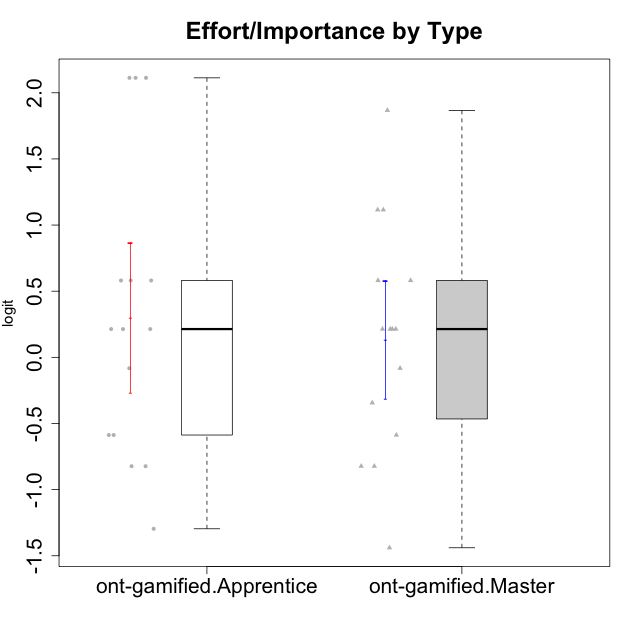 Effort/Importance by Type
logit
2.0
1.5
1.0
0.5
0.0
-0.5
-1.0
-1.5
ont-gamified.Apprentice
ont-gamified.Master